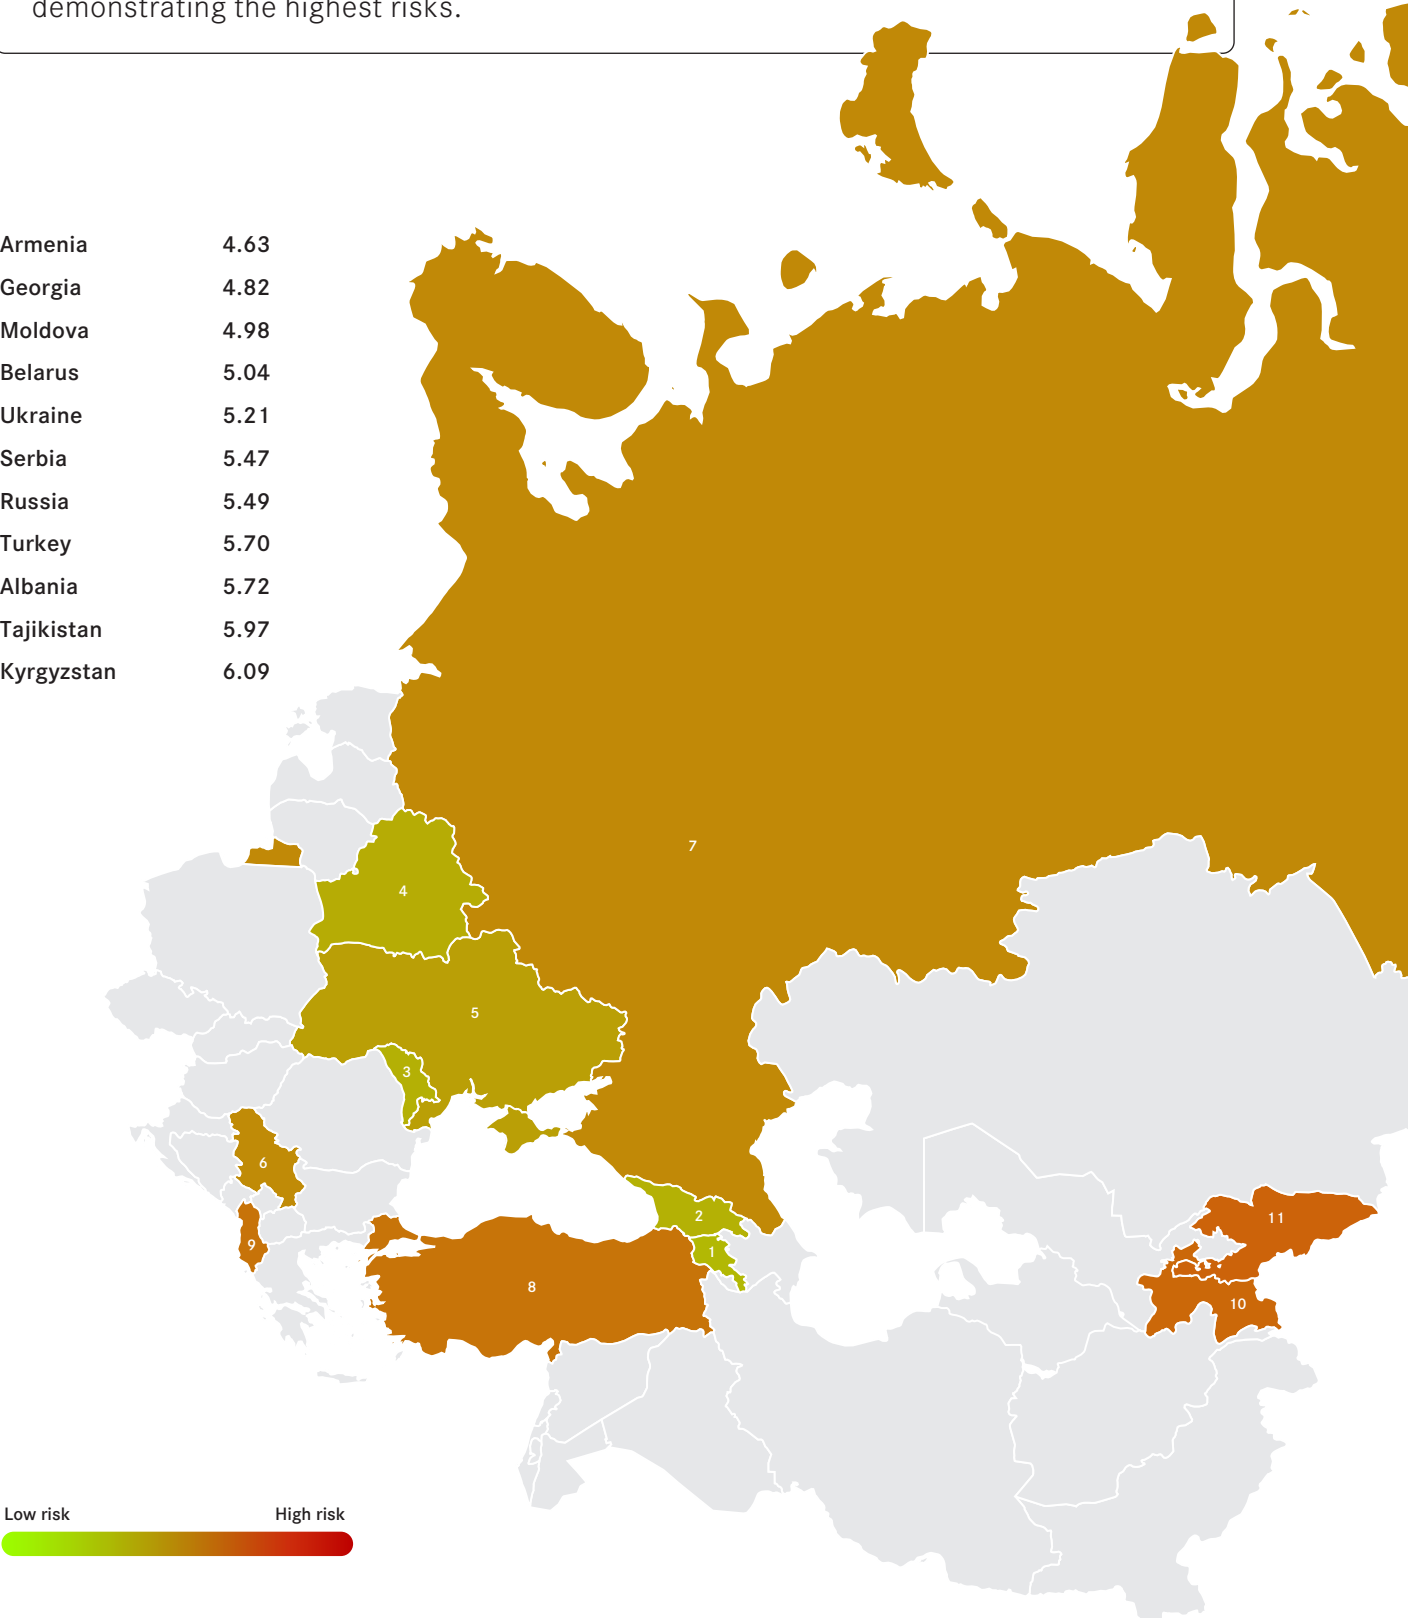 demonstrating the highest risks.
Armenia 4.63
Georgia 4.82
Moldova 4.98
Belarus 5.04
Ukraine 5.21
Serbia 5.47
Russia 5.49
Turkey 5.70
Albania 5.72
Tajikistan 5.97
Kyrgyzstan 6.09
7
4
5
3
6
2
11
9
1
8
10
Low risk High risk